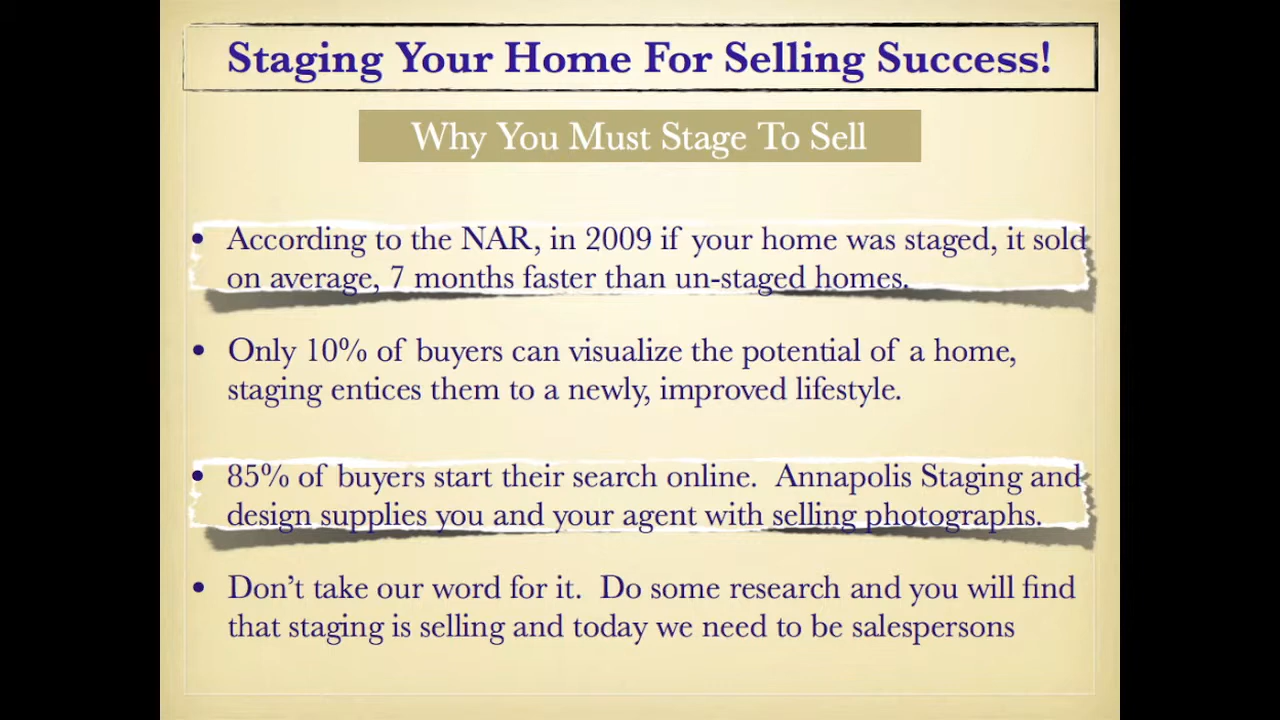 Staging Your Home For Selling Success!
Why You Must Stage To Sell
• According to the NAR, in 2009 if your home was staged, it sold
on average, 7 months faster than un-staged homes.
• Only 10% of buyers can visualize the potential of a home,
staging entices them to a newly, improved lifestyle.
• 85% of buyers start their search online.  Annapolis Staging and
design supplies you and your agent with selling photographs.
• Don’t take our word for it.  Do some research and you will find
that staging is selling and today we need to be salespersons